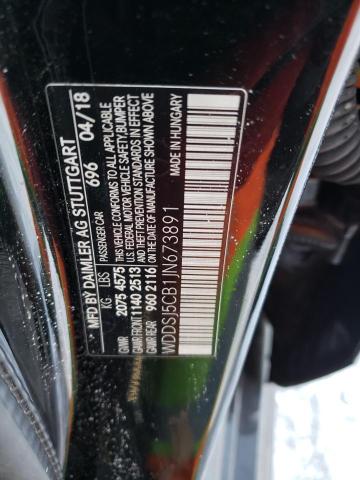 MFD BY DAIMLER AG STUTTGART
PASSENGER CAR 696 04/18
KG LBS
GVWR 2075 4575 THIS VEHICLE CONFORMS TO ALL APPLICABLE
GAWR FRONT 1140 2513 U.S. FEDERAL MOTOR VEHICLE SAFETY, BUMPER
GAWR REAR 960 2116 AND THEFT PREVENTION STANDARDS IN EFFECT
ON THE DATE OF MANUFACTURE SHOWN ABOVE
WDDSJ5CB1JN673891 MADE IN HUNGARY